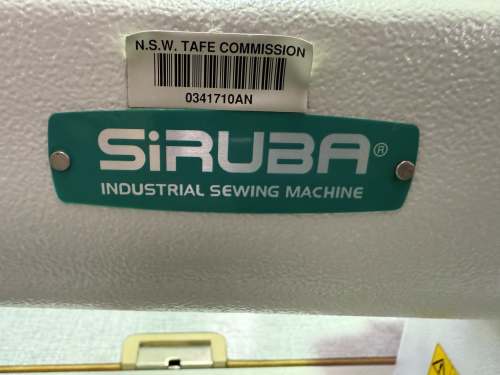 N.S.W. TAFE COMMISSION
0341710AN
SiRUBA®
INDUSTRIAL SEWING MACHINE